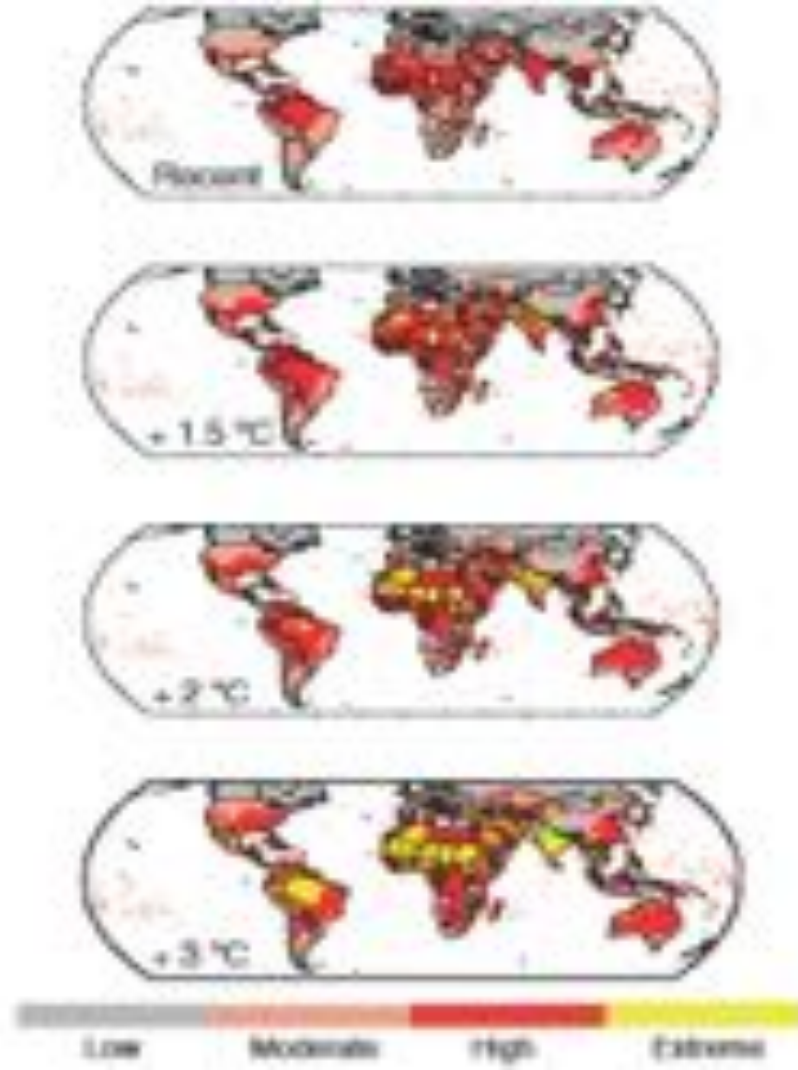 Recent
+ 1.5 °C
+ 2 °C
+ 3 °C
Low Moderate High Extreme